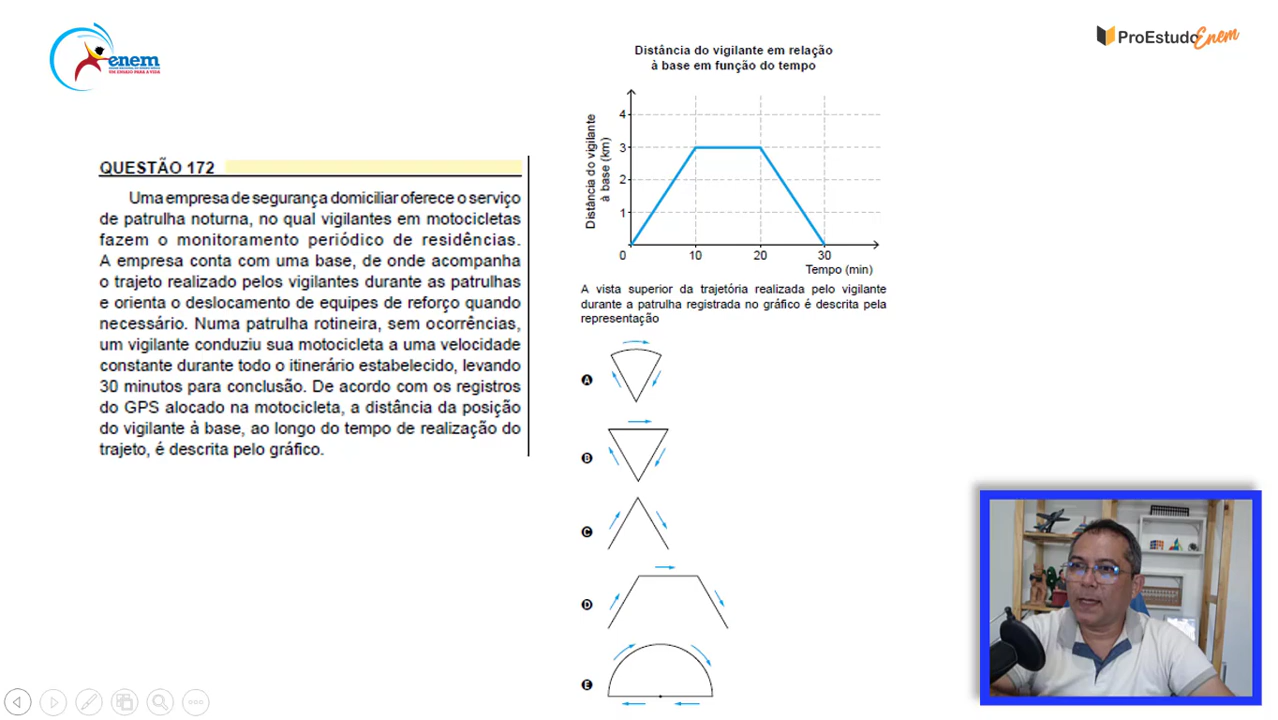 enem
UM ENSAIO PARA A VIDA
ProEstudo Enem
QUESTÃO 172
Uma empresa de segurança domiciliar oferece o serviço
de patrulha noturna, no qual vigilantes em motocicletas
fazem o monitoramento periódico de residências.
A empresa conta com uma base, de onde acompanha
o trajeto realizado pelos vigilantes durante as patrulhas
e orienta o deslocamento de equipes de reforço quando
necessário. Numa patrulha rotineira, sem ocorrências,
um vigilante conduziu sua motocicleta a uma velocidade
constante durante todo o itinerário estabelecido, levando
30 minutos para conclusão. De acordo com os registros
do GPS alocado na motocicleta, a distância da posição
do vigilante à base, ao longo do tempo de realização do
trajeto, é descrita pelo gráfico.
Distância do vigilante em relação
à base em função do tempo
Distância do vigilante
à base (km)
4
3
2
1
0
10
20
30
Tempo (min)
A vista superior da trajetória realizada pelo vigilante
durante a patrulha registrada no gráfico é descrita pela
representação
A
B
C
D
E